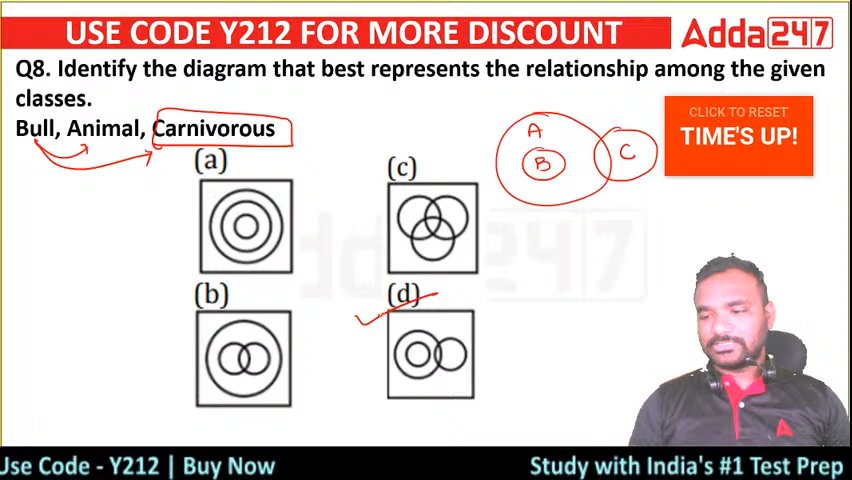 USE CODE Y212 FOR MORE DISCOUNT
Adda247
Q8. Identify the diagram that best represents the relationship among the given
classes.
Bull, Animal, Carnivorous
CLICK TO RESET
TIME'S UP!
A
B
C
(a)
(c)
(b)
(d)
247
Use Code - Y212 | Buy Now
Study with India's #1 Test Prep